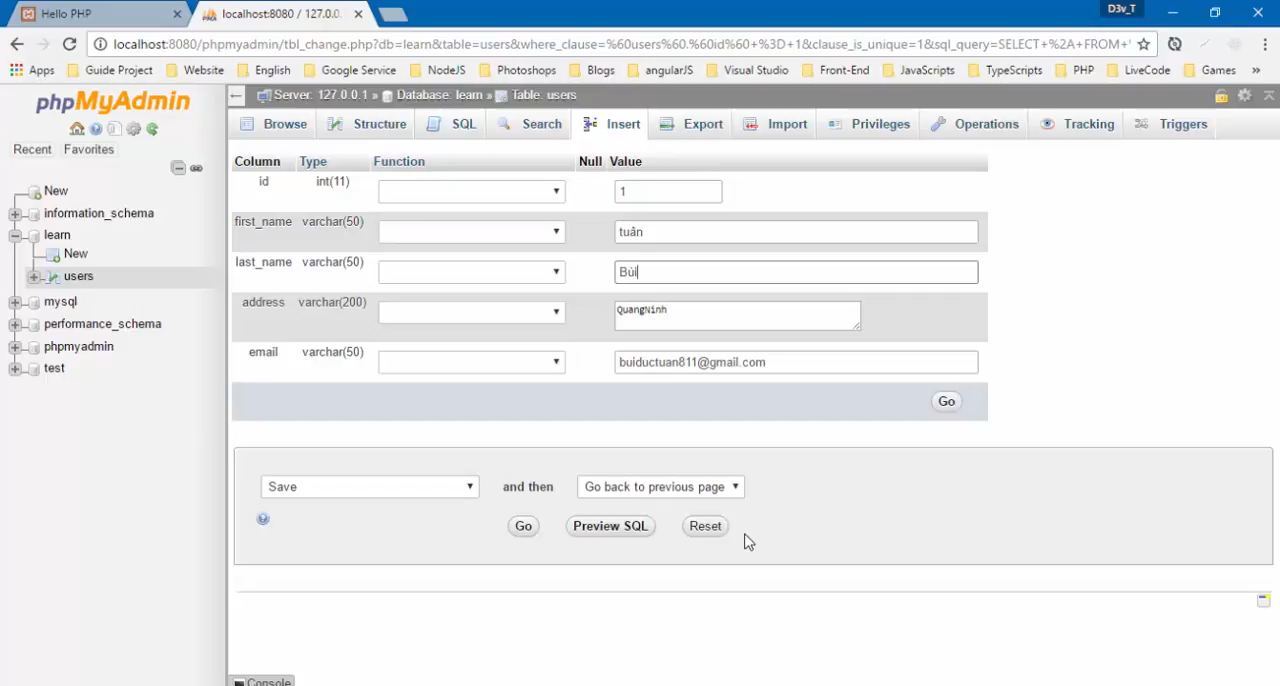 Hello PHP
localhost:8080 / 127.0.0.
D3v_T
localhost:8080/phpmyadmin/tbl_change.php?db=learn&table=users&where_clause=%60users%60.%60id%60+%3D+1&clause_is_unique=1&sql_query=SELECT+%2A+FROM+
Apps Guide Project Website English Google Service NodeJS Photoshops Blogs angularJS Visual Studio Front-End JavaScripts TypeScripts PHP LiveCode Games »
phpMyAdmin
Recent Favorites
New
information_schema
learn
New
users
mysql
performance_schema
phpmyadmin
test
Server: 127.0.0.1 » Database: learn » Table: users
Browse Structure SQL Search Insert Export Import Privileges Operations Tracking Triggers
Column Type Function Null Value
id int(11) 1
first_name varchar(50) tuân
last_name varchar(50) Bùi
address varchar(200) QuangNinh
email varchar(50) buiductuan811@gmail.com
Go
Save and then Go back to previous page
Go Preview SQL Reset
Console